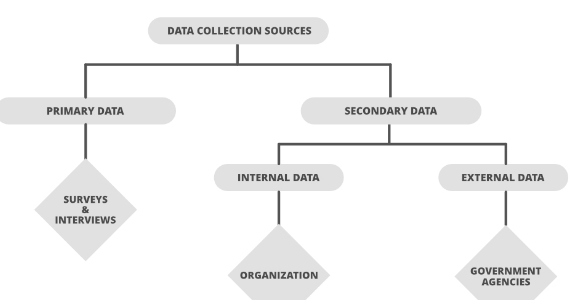 DATA COLLECTION SOURCES
PRIMARY DATA
SECONDARY DATA
INTERNAL DATA
EXTERNAL DATA
SURVEYS
&
INTERVIEWS
ORGANIZATION
GOVERNMENT
AGENCIES